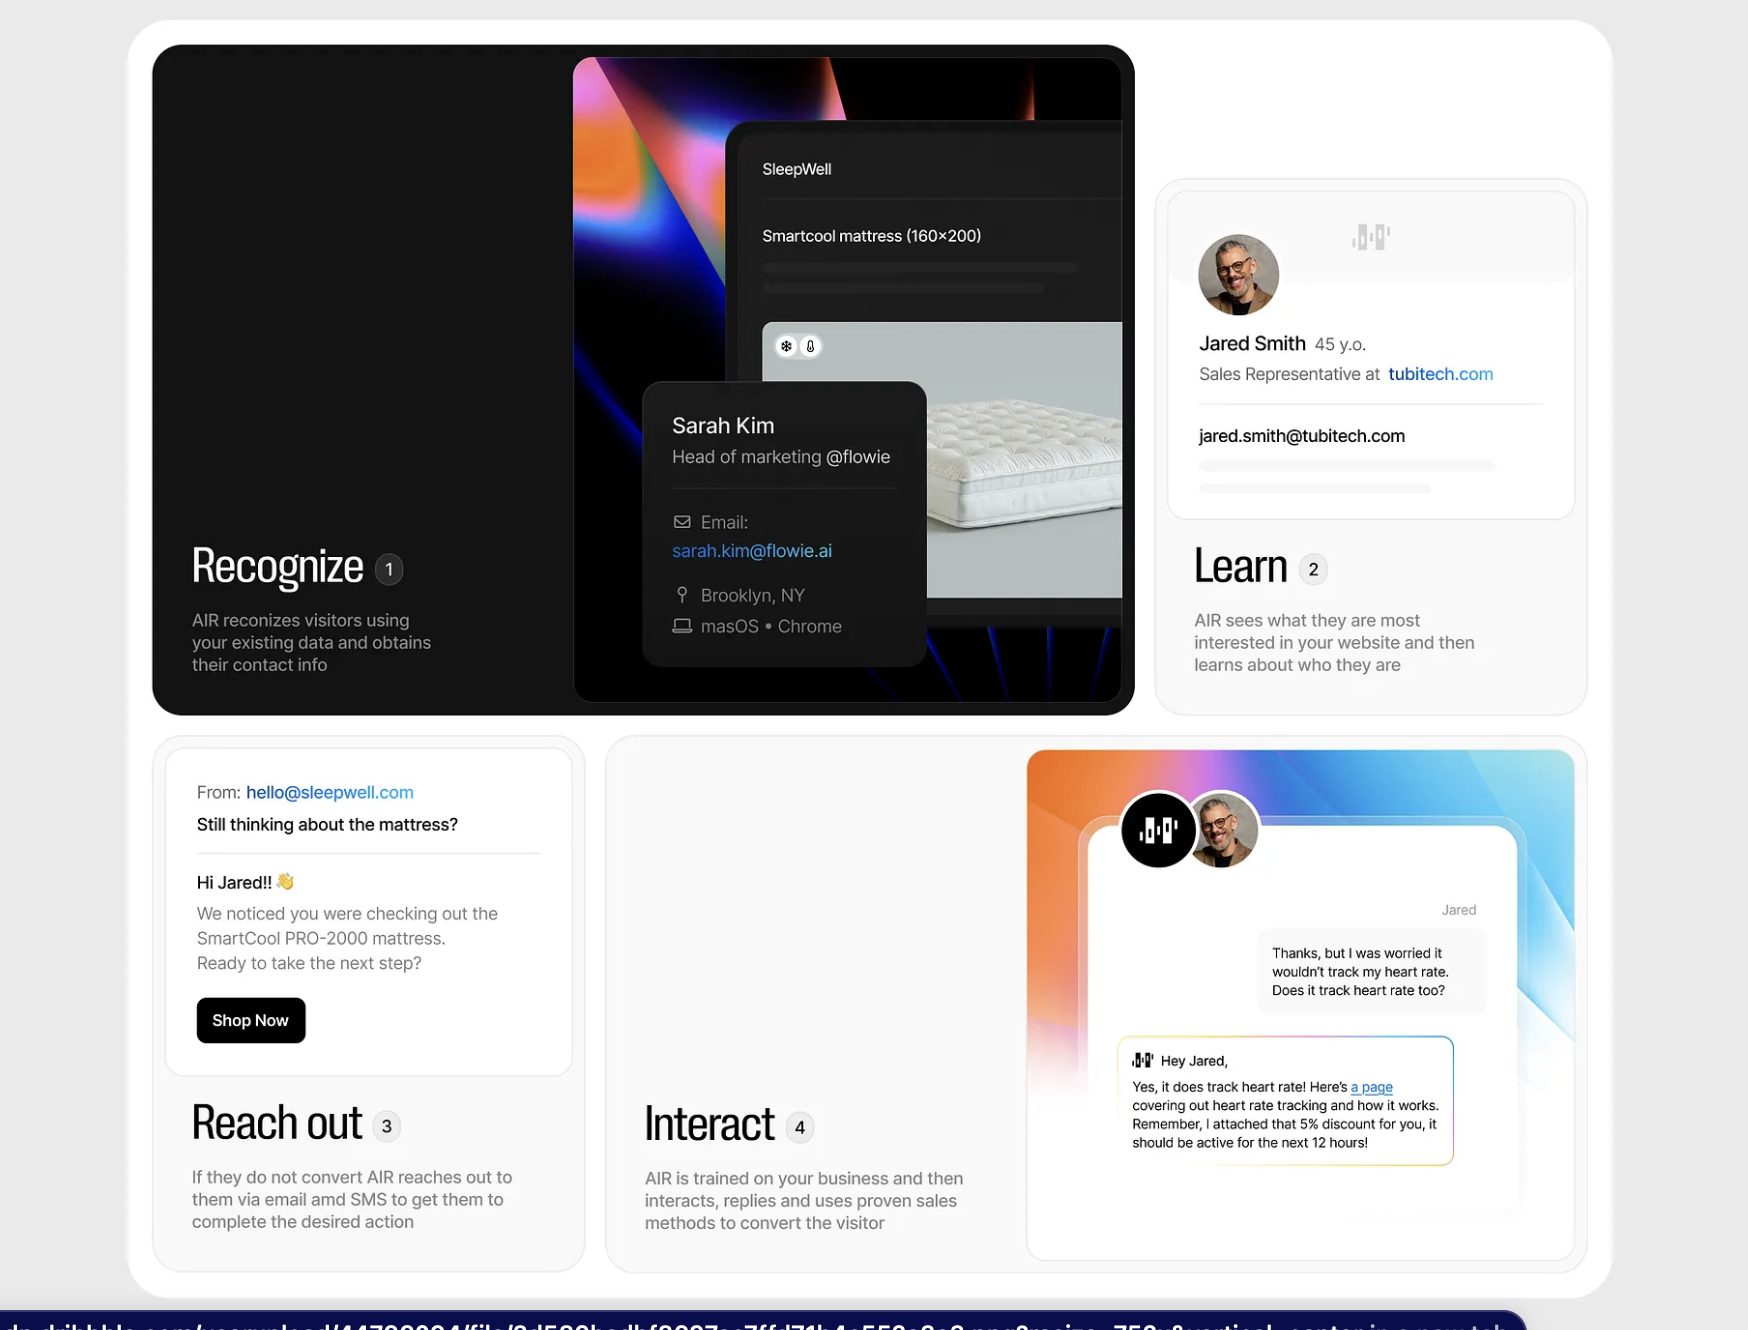 SleepWell
Smartcool mattress (160×200)
Sarah Kim
Head of marketing @flowie
Email:
sarah.kim@flowie.ai
Brooklyn, NY
masOS • Chrome
Recognize 1
AIR reconizes visitors using
your existing data and obtains
their contact info
Jared Smith 45 y.o.
Sales Representative at tubitech.com
jared.smith@tubitech.com
Learn 2
AIR sees what they are most
interested in your website and then
learns about who they are
From: hello@sleepwell.com
Still thinking about the mattress?
Hi Jared!! 👋
We noticed you were checking out the
SmartCool PRO-2000 mattress.
Ready to take the next step?
Shop Now
Reach out 3
If they do not convert AIR reaches out to
them via email amd SMS to get them to
complete the desired action
Interact 4
AIR is trained on your business and then
interacts, replies and uses proven sales
methods to convert the visitor
Jared
Thanks, but I was worried it
wouldn't track my heart rate.
Does it track heart rate too?
Hey Jared,
Yes, it does track heart rate! Here's a page
covering out heart rate tracking and how it works.
Remember, I attached that 5% discount for you, it
should be active for the next 12 hours!